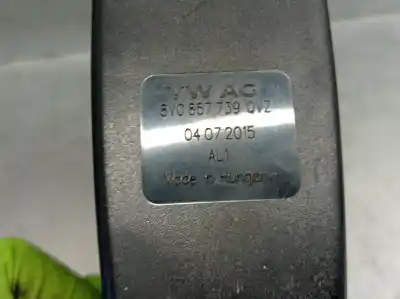 VW AG
8V0 857 739 QVZ
04.07.2015
AL1
Made in Hungary